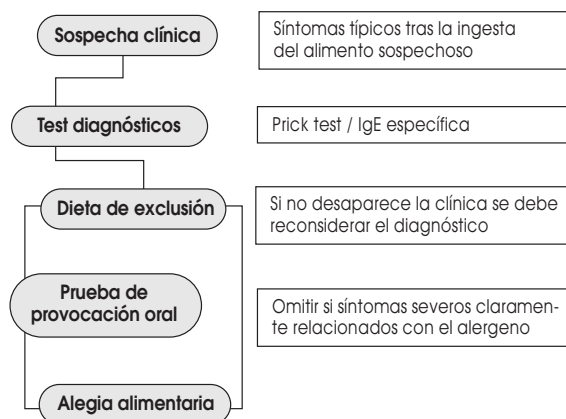 Sospecha clínica
Síntomas típicos tras la ingesta
del alimento sospechoso
Test diagnósticos
Prick test / IgE específica
Dieta de exclusión
Si no desaparece la clínica se debe
reconsiderar el diagnóstico
Prueba de
provocación oral
Omitir si síntomas severos claramen-
te relacionados con el alergeno
Alegia alimentaria